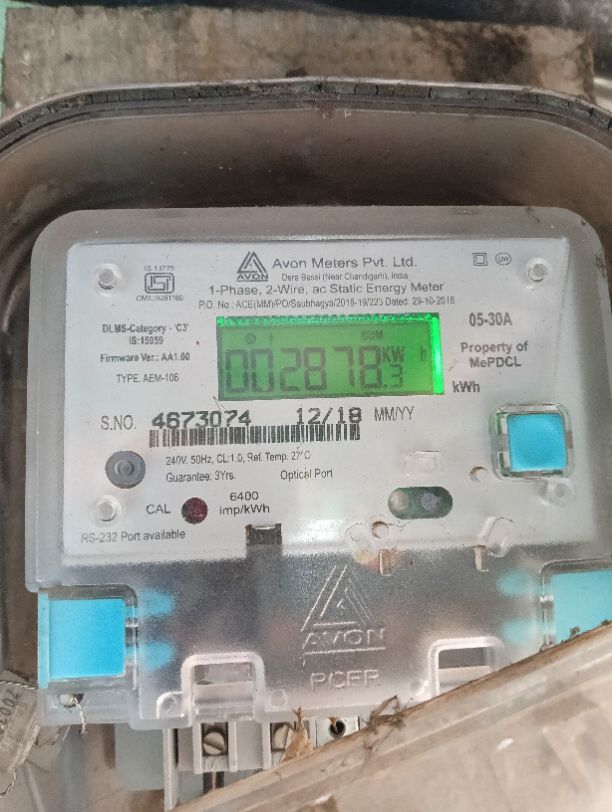 IS 13779
ISI
CM/L-9281160
AVON
Avon Meters Pvt. Ltd.
Dera Bassi (Near Chandigarh), India
1-Phase, 2-Wire, ac Static Energy Meter
P.O. No.: ACE(MM)/PO/Saubhagya/2018-19/223 Dated: 29-10-2018
DLMS-Category - 'C3'
IS:15959
Firmware Ver.: AA1.00
TYPE. AEM-106
CUM
002878.3 KW h
kWh
05-30A
Property of
MePDCL
S.NO. 4673074 12/18 MM/YY
240V, 50Hz, CL:1.0, Ref. Temp. 27°C
Guarantee: 3Yrs. Optical Port
CAL
6400
imp/kWh
RS-232 Port available
AVON